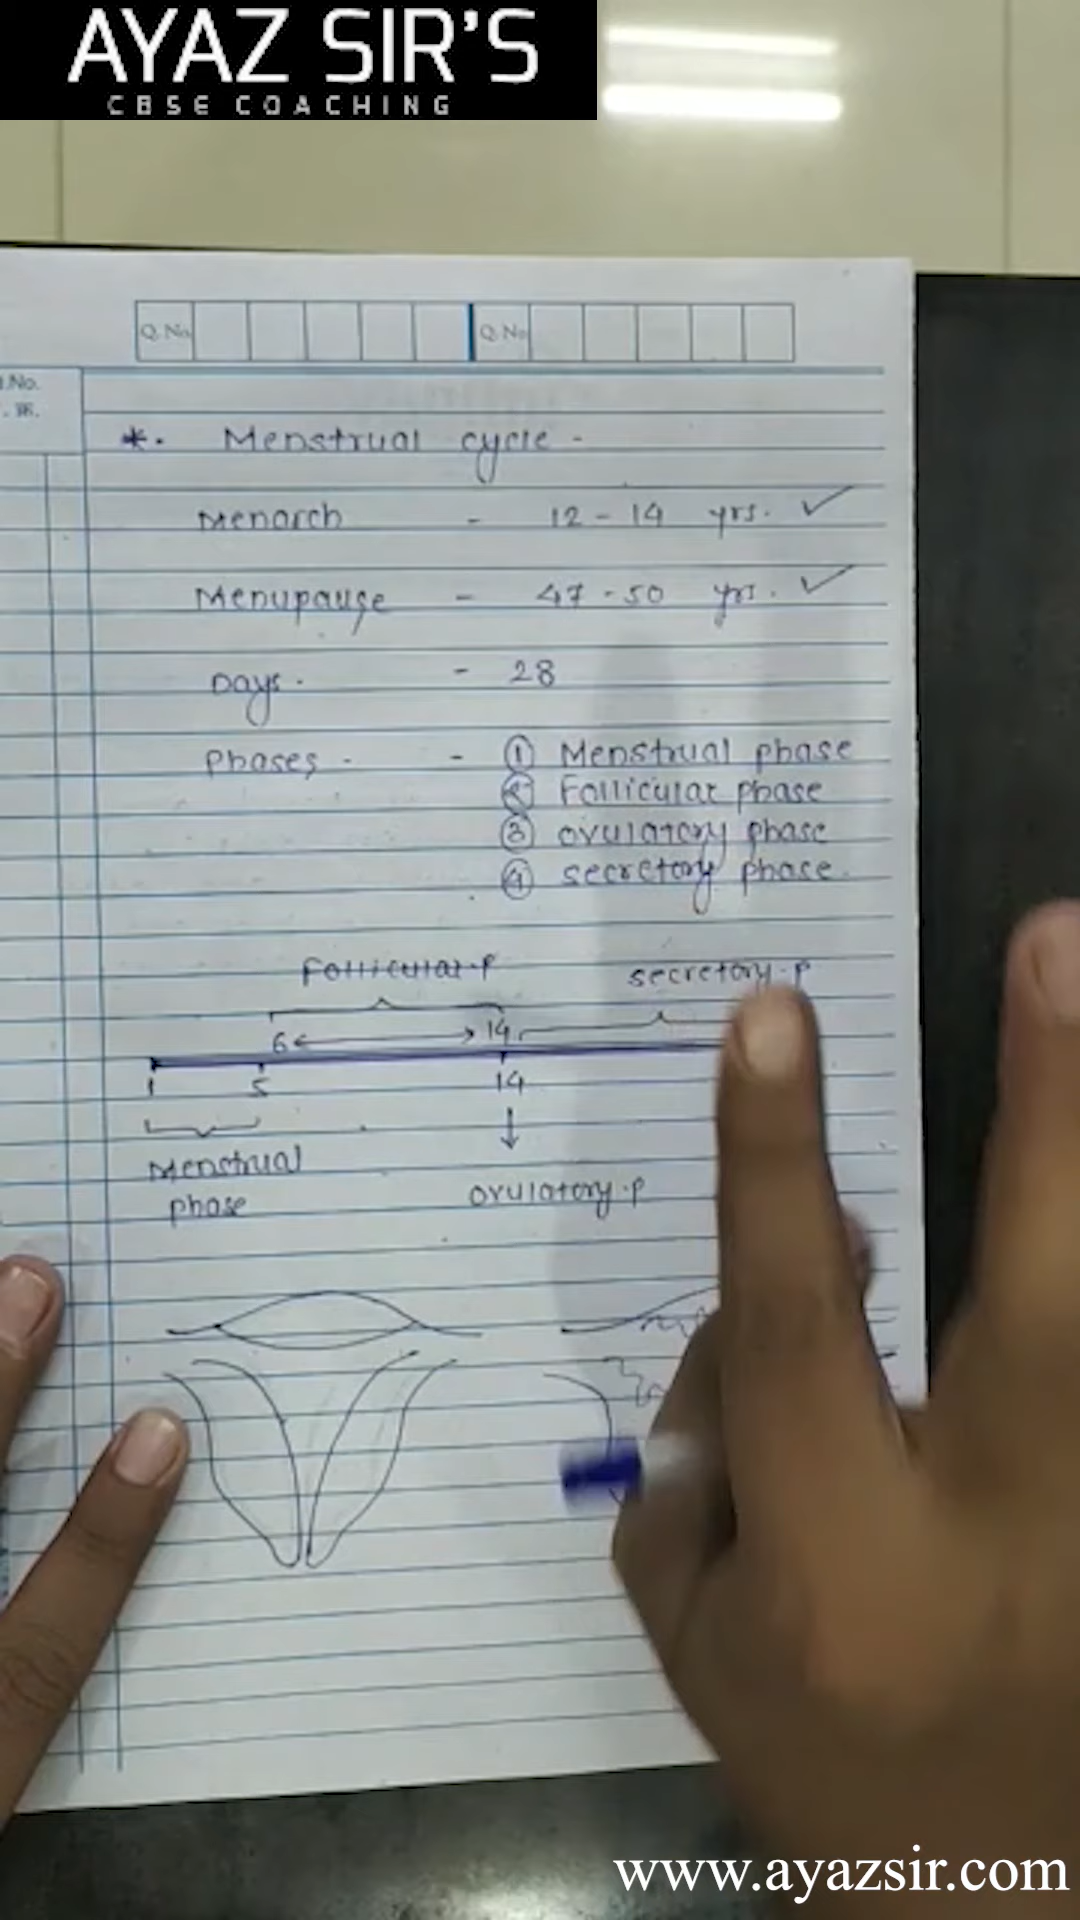 AYAZ SIR'S
CBSE COACHING
Q. No. Q. No
.No.
*. Menstrual cycle -
Menarch - 12 - 14 yrs. ✓
Menupause - 47 - 50 yrs. ✓
Days. - 28
Phases - - ① Menstrual phase
② Follicular phase
③ ovulatory phase
④ secretory phase.
Follicular.p secretory.p
6 14
1 5 14
Menstrual
phase ovulatory.p
www.ayazsir.com